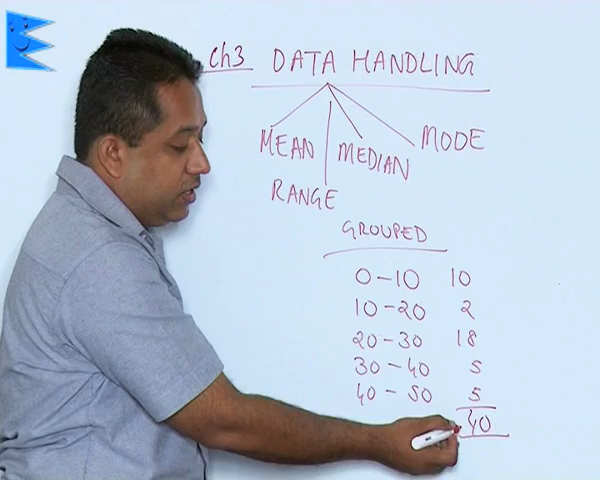 Ch3 DATA HANDLING
MEAN MEDIAN MODE
RANGE
GROUPED
0-10 10
10-20 2
20-30 18
30-40 5
40-50 5
40